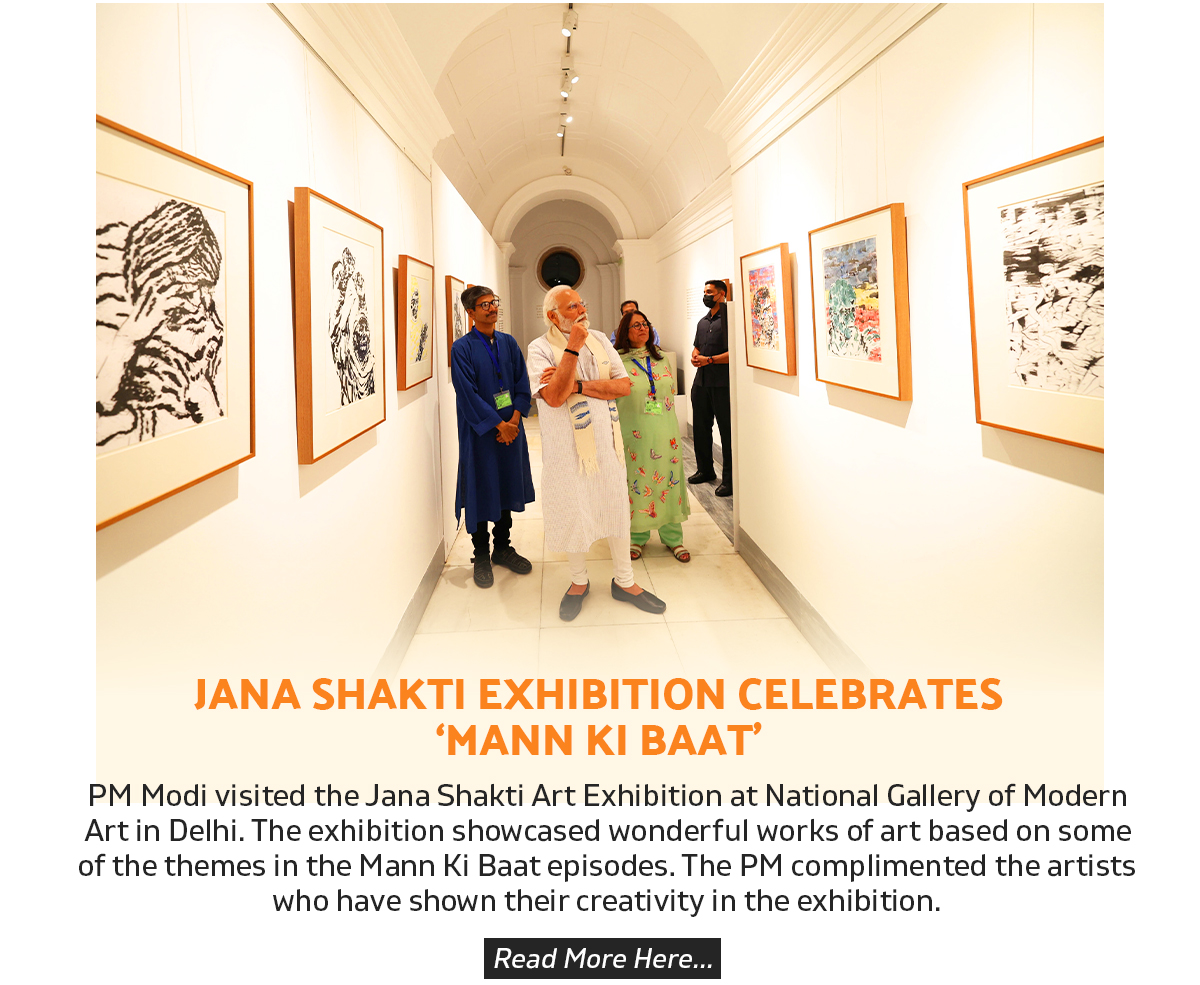 JANA SHAKTI EXHIBITION CELEBRATES
‘MANN KI BAAT’
PM Modi visited the Jana Shakti Art Exhibition at National Gallery of Modern
Art in Delhi. The exhibition showcased wonderful works of art based on some
of the themes in the Mann Ki Baat episodes. The PM complimented the artists
who have shown their creativity in the exhibition.
Read More Here...